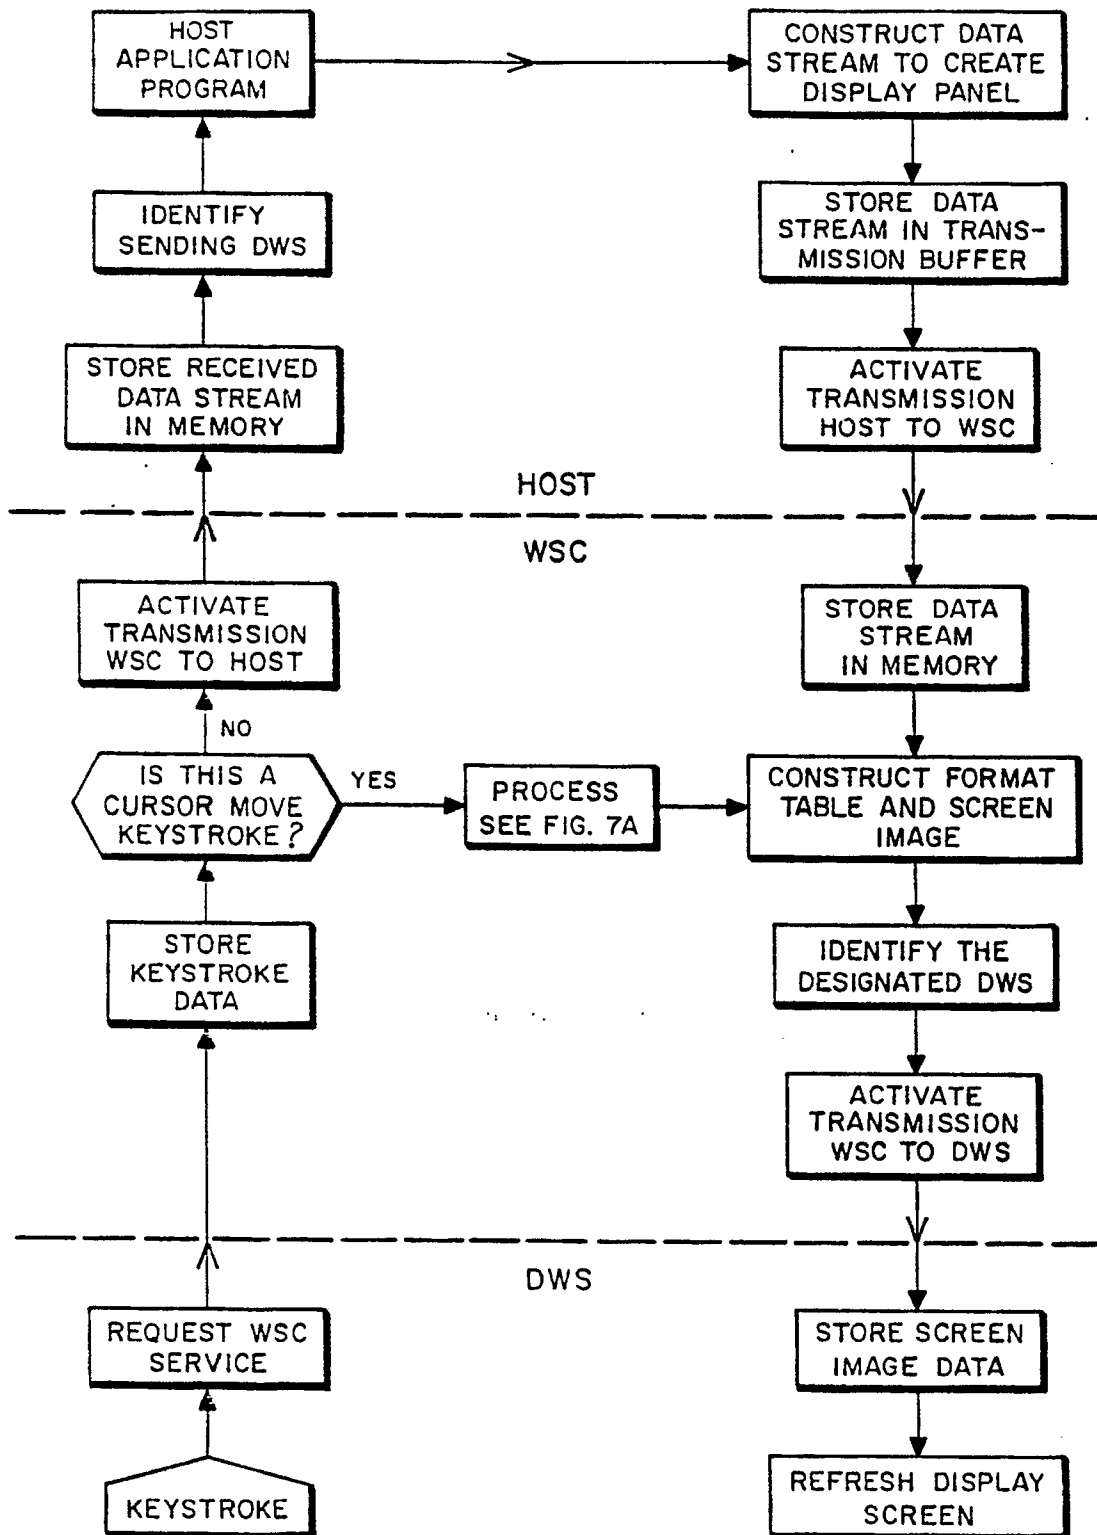 HOST
APPLICATION
PROGRAM
CONSTRUCT DATA
STREAM TO CREATE
DISPLAY PANEL
IDENTIFY
SENDING DWS
STORE DATA
STREAM IN TRANS-
MISSION BUFFER
STORE RECEIVED
DATA STREAM
IN MEMORY
ACTIVATE
TRANSMISSION
HOST TO WSC
HOST
WSC
ACTIVATE
TRANSMISSION
WSC TO HOST
STORE DATA
STREAM
IN MEMORY
NO
IS THIS A
CURSOR MOVE
KEYSTROKE?
YES
PROCESS
SEE FIG. 7A
CONSTRUCT FORMAT
TABLE AND SCREEN
IMAGE
STORE
KEYSTROKE
DATA
IDENTIFY THE
DESIGNATED DWS
ACTIVATE
TRANSMISSION
WSC TO DWS
DWS
REQUEST WSC
SERVICE
STORE SCREEN
IMAGE DATA
KEYSTROKE
REFRESH DISPLAY
SCREEN